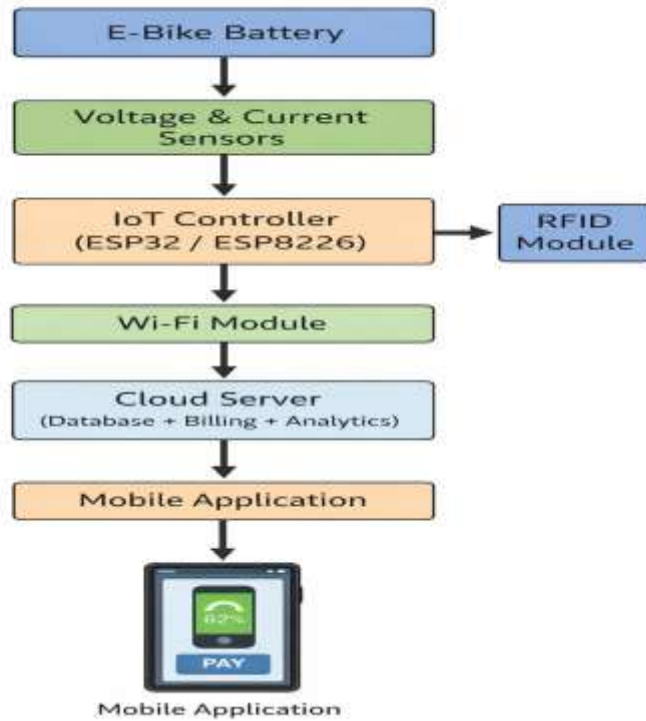 E-Bike Battery
Voltage & Current
Sensors
IoT Controller
(ESP32 / ESP8226)
RFID
Module
Wi-Fi Module
Cloud Server
(Database + Billing + Analytics)
Mobile Application
62%
PAY
Mobile Application